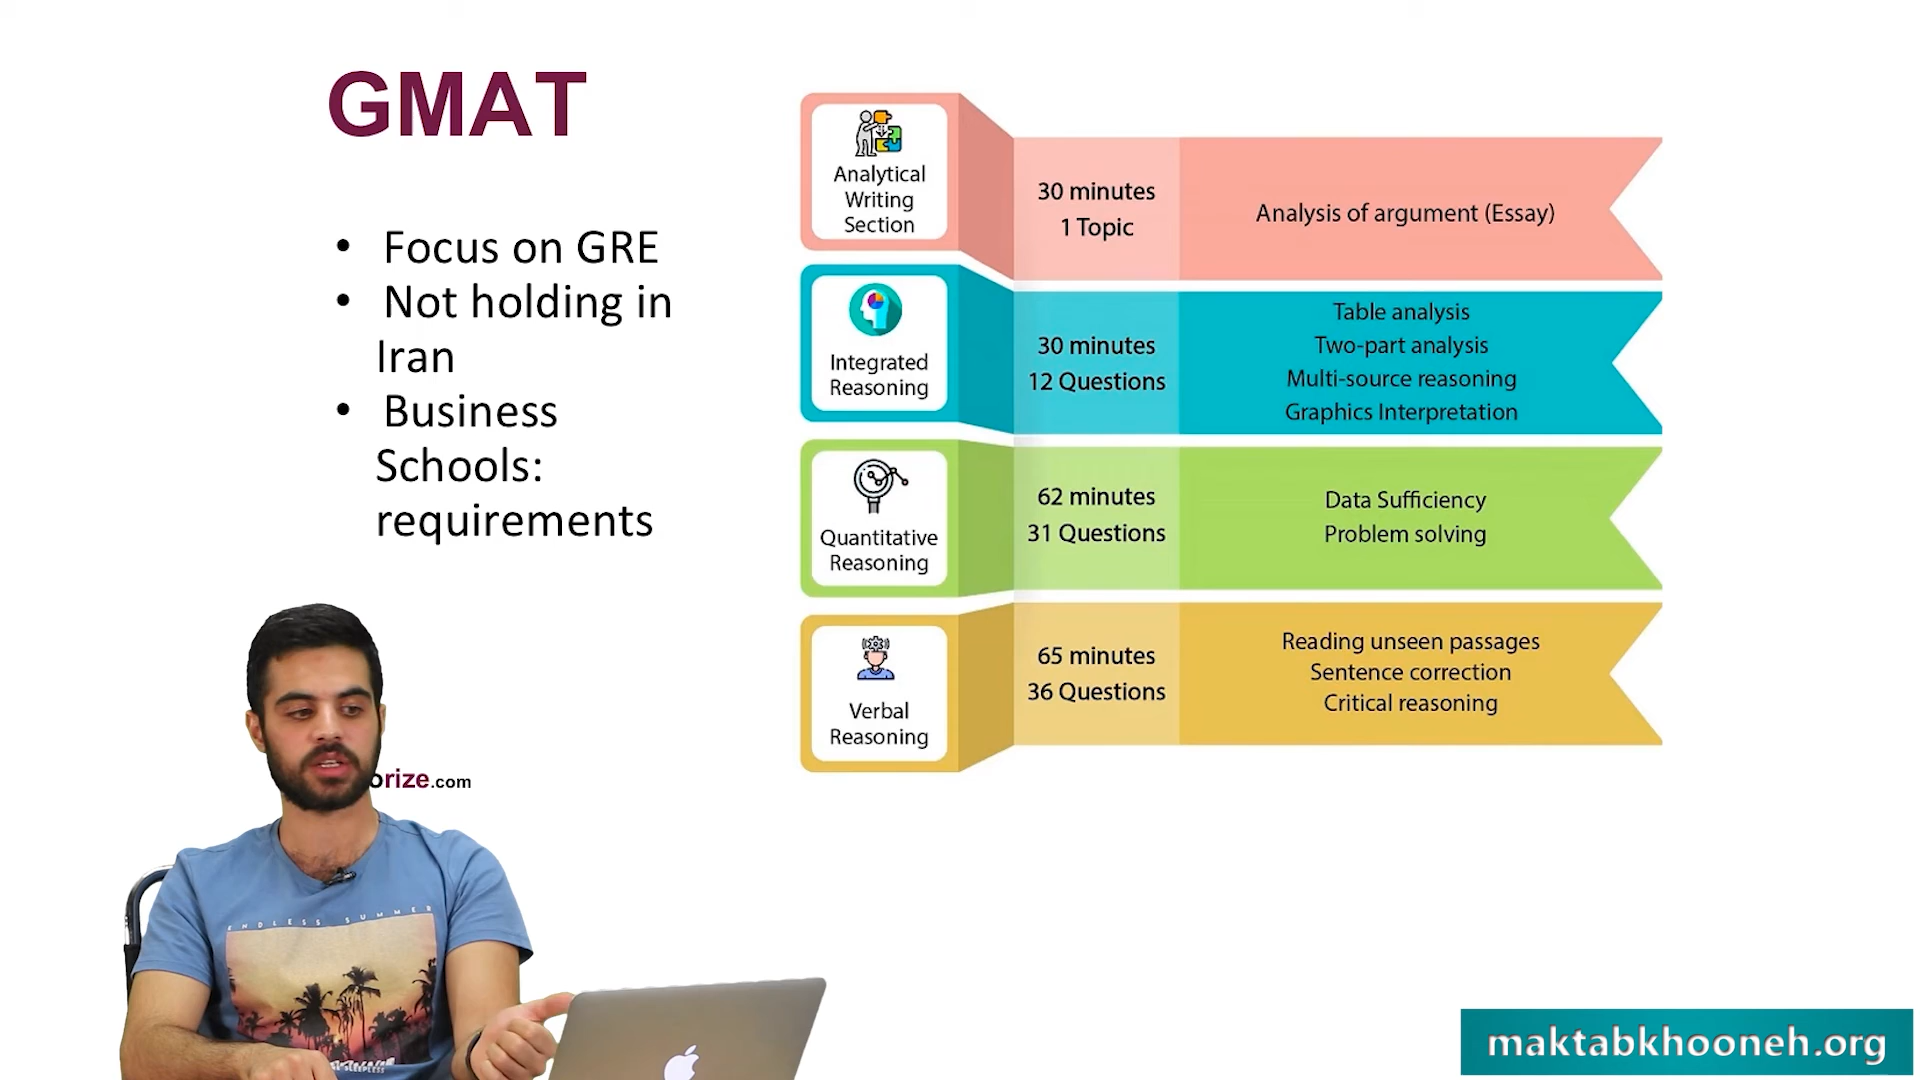 GMAT
• Focus on GRE
• Not holding in
Iran
• Business
Schools:
requirements
Analytical
Writing
Section
30 minutes
1 Topic
Analysis of argument (Essay)
Integrated
Reasoning
30 minutes
12 Questions
Table analysis
Two-part analysis
Multi-source reasoning
Graphics Interpretation
Quantitative
Reasoning
62 minutes
31 Questions
Data Sufficiency
Problem solving
Verbal
Reasoning
65 minutes
36 Questions
Reading unseen passages
Sentence correction
Critical reasoning
orize.com
ENDLESS SUMMER
maktabkhooneh.org